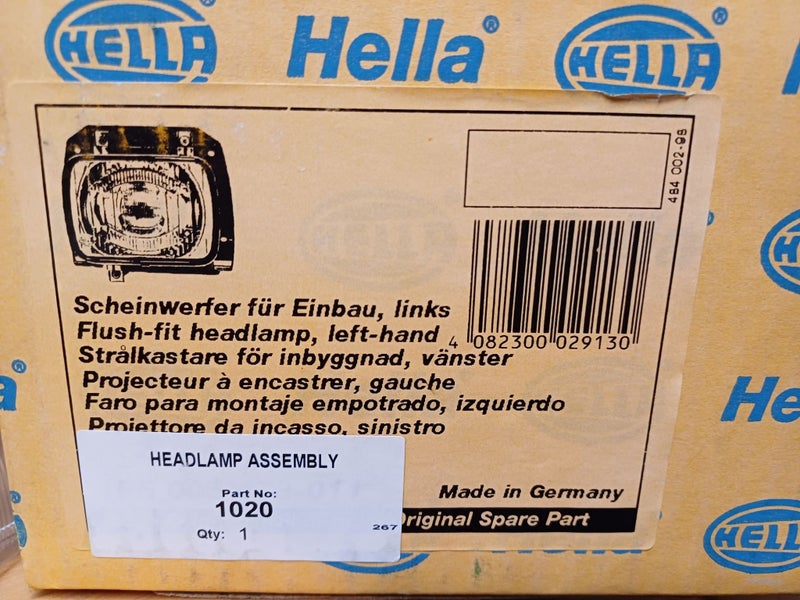 HELLA® Hella® HELLA®
484 002-98
4 082300 029130
Scheinwerfer für Einbau, links
Flush-fit headlamp, left-hand
Strålkastare för inbyggnad, vänster
Projecteur à encastrer, gauche
Faro para montaje empotrado, izquierdo
Proiettore da incasso, sinistro
HELLA
Made in Germany
Original Spare Part
HEADLAMP ASSEMBLY
Part No:
1020
Qty: 1
267
Hella
HELLA